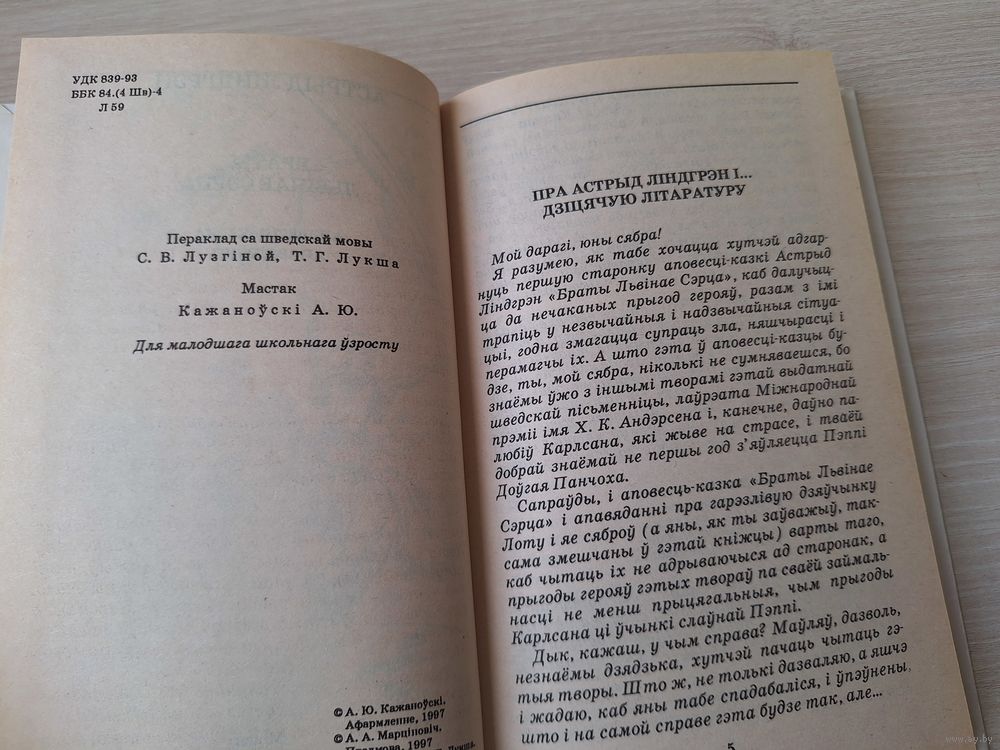 УДК 839-93
ББК 84.(4 Шв)-4
Л 59
Пераклад са шведскай мовы
С. В. Лузгіной, Т. Г. Лукша
Мастак
Кажаноўскі А. Ю.
Для малодшага школьнага ўзросту
© А. Ю. Кажаноўскі.
Афармленне, 1997
© А. А. Марціновіч.
Прадмова, 1997
ПРА АСТРЫД ЛІНДГРЭН І...
ДЗІЦЯЧУЮ ЛІТАРАТУРУ
Мой дарагі, юны сябра!
Я разумею, як табе хочацца хутчэй адгар-
нуць першую старонку аповесці-казкі Астрыд
Ліндгрэн «Браты Львінае Сэрца», каб далучыц-
ца да нечаканых прыгод герояў, разам з імі
трапіць у незвычайныя і надзвычайныя сітуа-
цыі, годна змагацца супраць зла, няшчырасці і
перамагчы іх. А што гэта ў аповесці-казцы бу-
дзе, ты, мой сябра, ніколькі не сумняваешся, бо
знаёмы ўжо з іншымі творамі гэтай выдатнай
шведскай пісьменніцы, лаўрэата Міжнароднай
прэміі імя Х. К. Андэрсена і, канечне, даўно па-
любіў Карлсана, які жыве на страсе, і тваёй
добрай знаёмай не першы год з'яўляецца Пэппі
Доўгая Панчоха.
Сапраўды, і аповесць-казка «Браты Львінае
Сэрца» і апавяданні пра гарэзлівую дзяўчынку
Лоту і яе сяброў (а яны, як ты заўважыў, так-
сама змешчаны ў гэтай кніжцы) варты таго,
каб чытаць іх не адрываючыся ад старонак, а
прыгоды герояў гэтых твораў па сваёй займаль-
насці не менш прыцягальныя, чым прыгоды
Карлсана ці ўчынкі слаўнай Пэппі.
Дык, кажаш, у чым справа? Маўляў, дазволь,
незнаёмы дзядзька, хутчэй пачаць чытаць гэ-
тыя творы. Што ж, не толькі дазваляю, а яшчэ
і жадаю, каб яны табе спадабаліся, і ўпэўнены,
што і на самой справе гэта будзе так, але...
5
ay.by